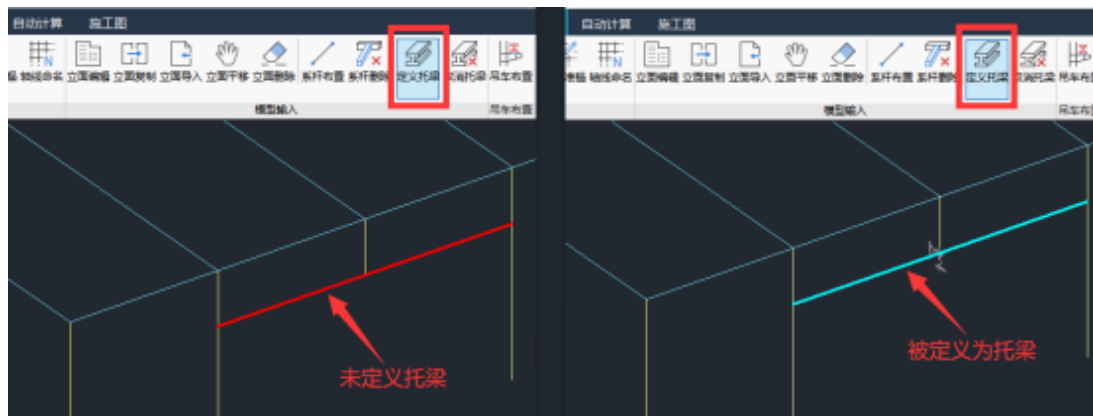 自动计算 施工图
轴线命名 立面编辑 立面复制 立面导入 立面平移 立面删除 系杆布置 系杆删除 定义托梁 取消托梁 吊车布置
模型输入
吊车布置
未定义托梁
自动计算 施工图
轴线命名 立面编辑 立面复制 立面导入 立面平移 立面删除 系杆布置 系杆删除 定义托梁 取消托梁 吊车布
模型输入
吊车布
被定义为托梁